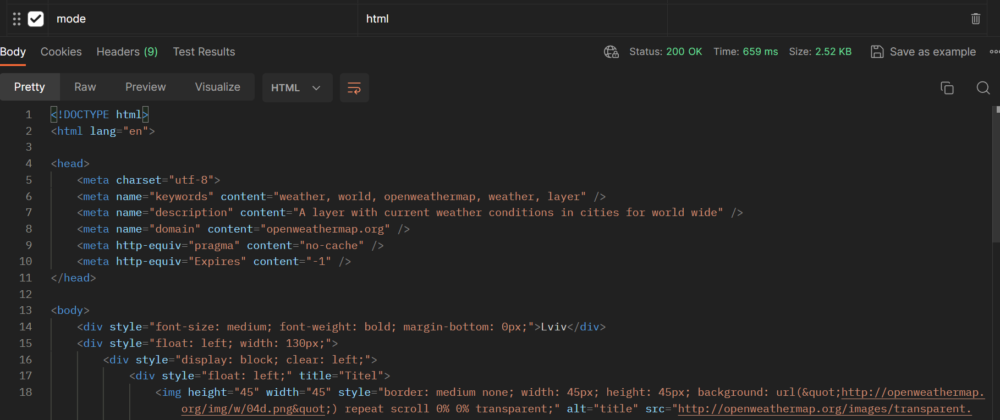 mode html
Body Cookies Headers (9) Test Results Status: 200 OK Time: 659 ms Size: 2.52 KB Save as example
Pretty Raw Preview Visualize HTML
1 <!DOCTYPE html>
2 <html lang="en">
3
4 <head>
5 <meta charset="utf-8">
6 <meta name="keywords" content="weather, world, openweathermap, weather, layer" />
7 <meta name="description" content="A layer with current weather conditions in cities for world wide" />
8 <meta name="domain" content="openweathermap.org" />
9 <meta http-equiv="pragma" content="no-cache" />
10 <meta http-equiv="Expires" content="-1" />
11 </head>
12
13 <body>
14 <div style="font-size: medium; font-weight: bold; margin-bottom: 0px;">Lviv</div>
15 <div style="float: left; width: 130px;">
16 <div style="display: block; clear: left;">
17 <div style="float: left;" title="Titel">
18 <img height="45" width="45" style="border: medium none; width: 45px; height: 45px; background: url(&quot;http://openweathermap.
org/img/w/04d.png&quot;) repeat scroll 0% 0% transparent;" alt="title" src="http://openweathermap.org/images/transparent.